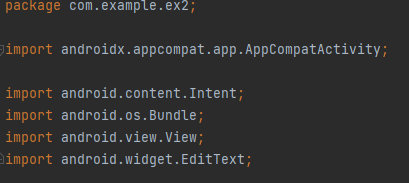 package com.example.ex2;
import androidx.appcompat.app.AppCompatActivity;
import android.content.Intent;
import android.os.Bundle;
import android.view.View;
import android.widget.EditText;